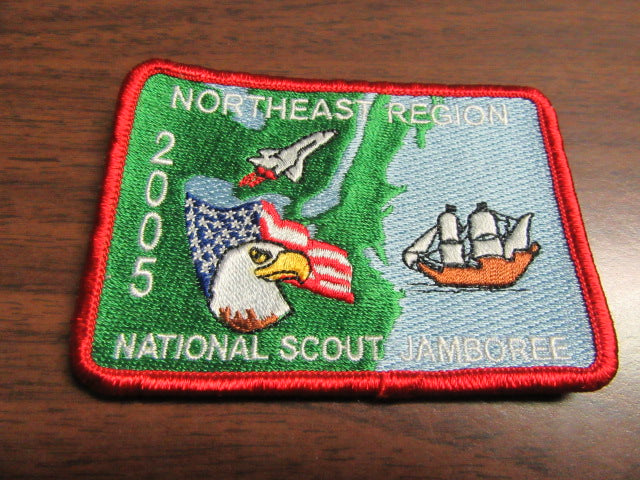 NORTHEAST REGION
2005
NATIONAL SCOUT JAMBOREE